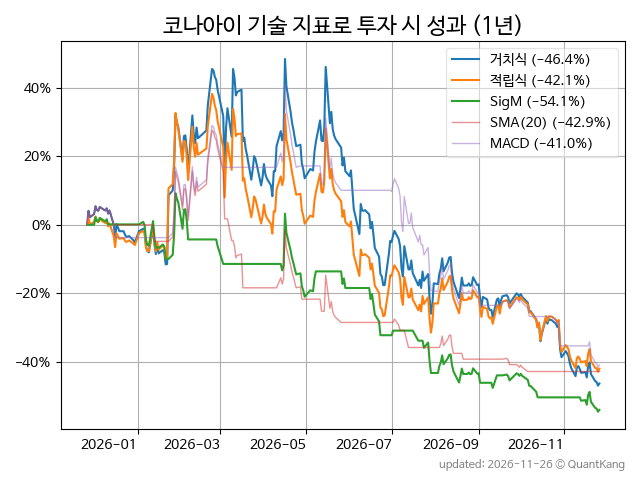 코나아이 기술 지표로 투자 시 성과 (1년)
거치식 (−46.4%)
적립식 (−42.1%)
SigM (−54.1%)
SMA(20) (−42.9%)
MACD (−41.0%)
40%
20%
0%
−20%
−40%
2026−01 2026−03 2026−05 2026−07 2026−09 2026−11
updated: 2026-11-26 © QuantKang